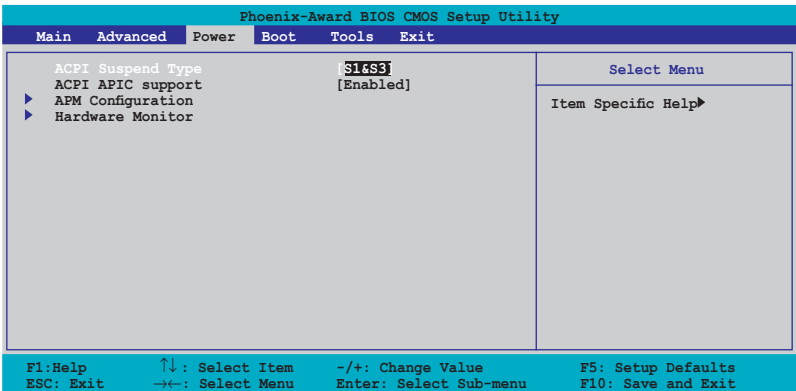 Phoenix-Award BIOS CMOS Setup Utility
Main Advanced Power Boot Tools Exit
ACPI Suspend Type [S1&S3]
ACPI APIC support [Enabled]
APM Configuration
Hardware Monitor
Select Menu
Item Specific Help
F1:Help ↑↓: Select Item -/+: Change Value F5: Setup Defaults
ESC: Exit →←: Select Menu Enter: Select Sub-menu F10: Save and Exit